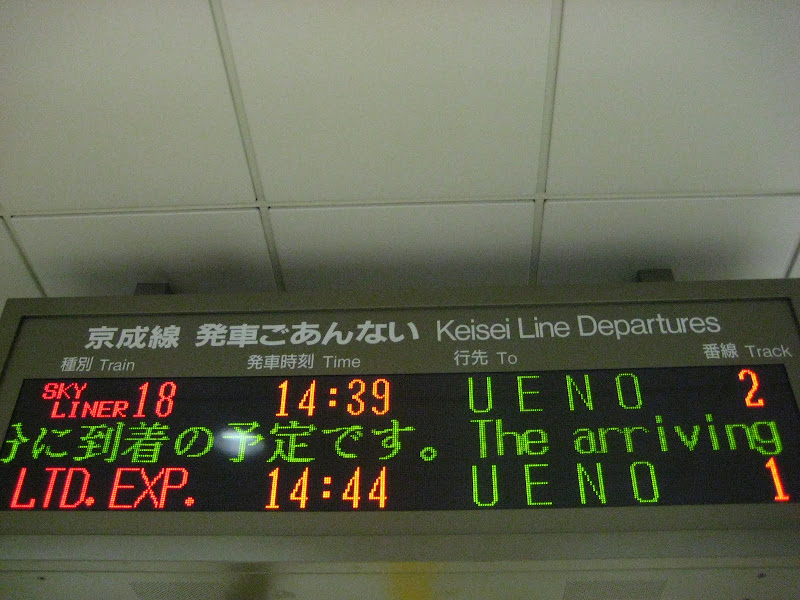 京成線 発車ごあんない Keisei Line Departures
種別 Train 発車時刻 Time 行先 To 番線 Track
SKY LINER 18 14:39 UENO 2
分に到着の予定です。 The arriving
LTD. EXP. 14:44 UENO 1